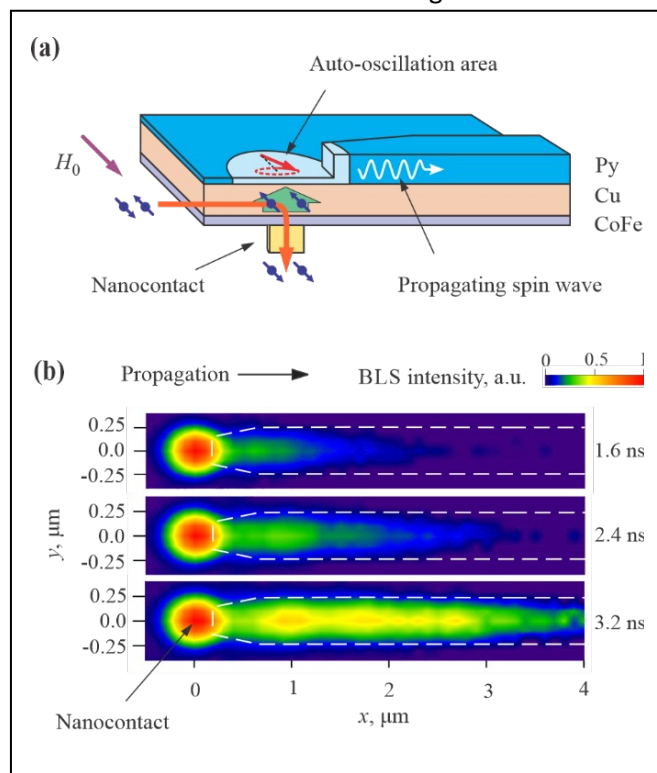 (a)
Auto-oscillation area
H0
Py
Cu
CoFe
Nanocontact
Propagating spin wave
(b)
Propagation
BLS intensity, a.u.
0 0.5 1
0.25
0.0
-0.25
1.6 ns
0.25
0.0
-0.25
2.4 ns
y, μm
0.25
0.0
-0.25
3.2 ns
0 1 2 3 4
Nanocontact
x, μm